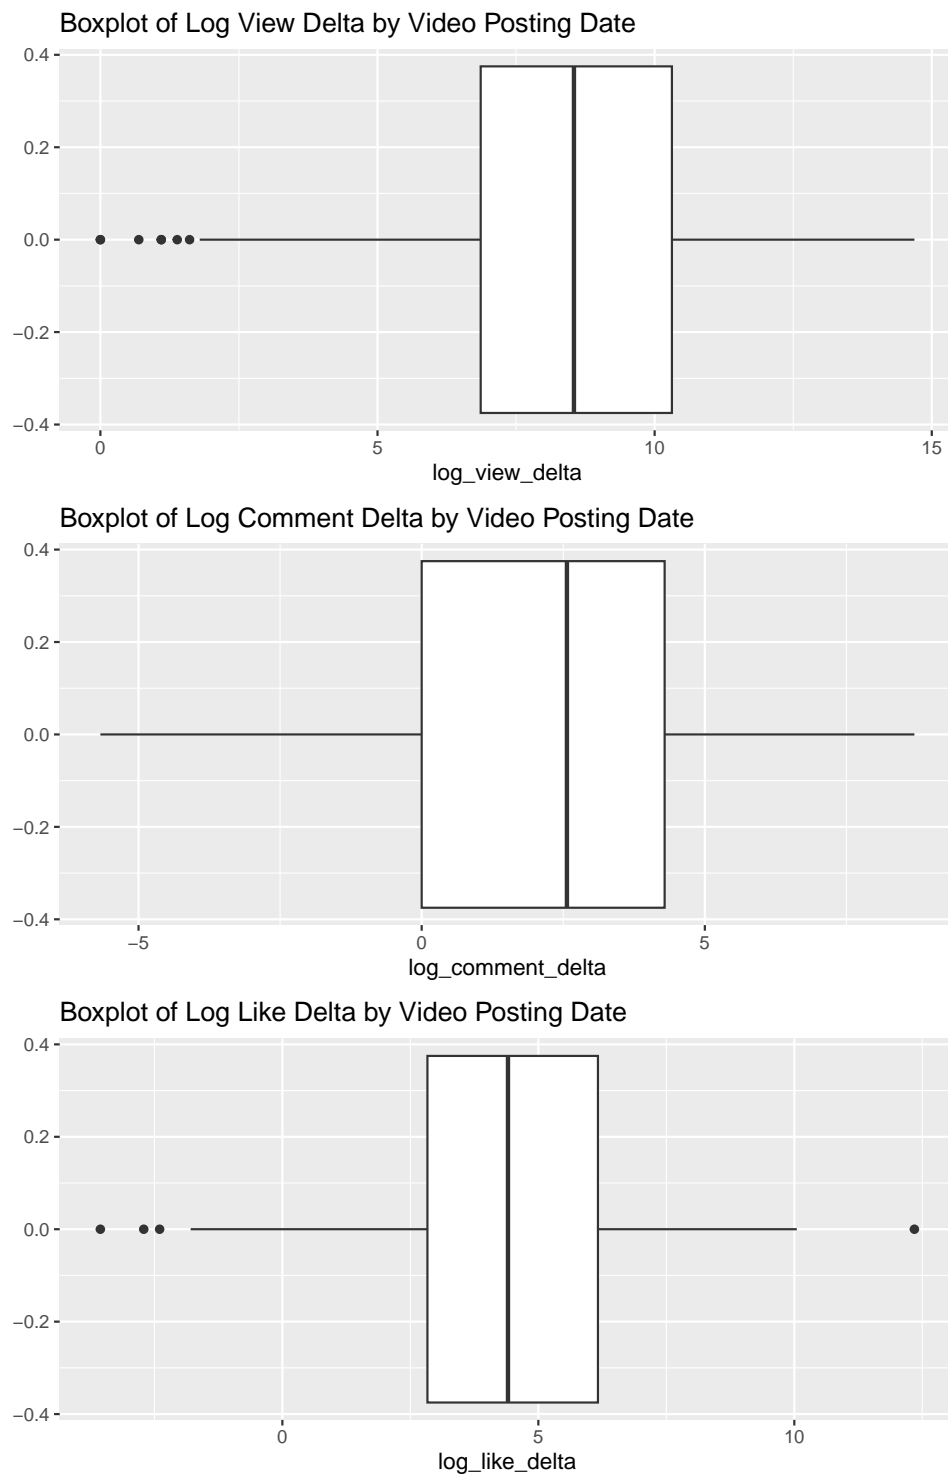 Boxplot of Log View Delta by Video Posting Date
0.4
0.2
0.0
−0.2
−0.4
0 5 10 15
log_view_delta
Boxplot of Log Comment Delta by Video Posting Date
0.4
0.2
0.0
−0.2
−0.4
−5 0 5
log_comment_delta
Boxplot of Log Like Delta by Video Posting Date
0.4
0.2
0.0
−0.2
−0.4
0 5 10
log_like_delta